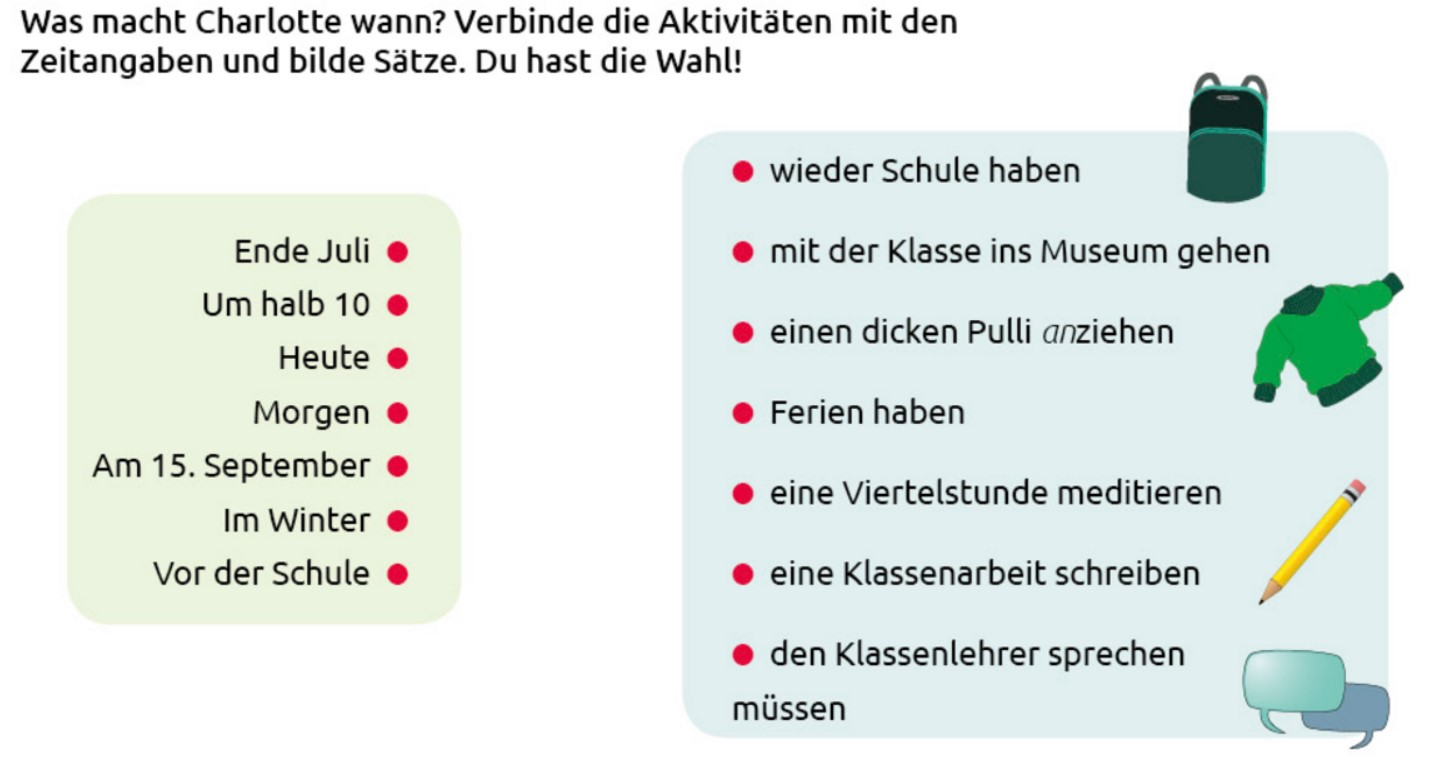 Was macht Charlotte wann? Verbinde die Aktivitäten mit den
Zeitangaben und bilde Sätze. Du hast die Wahl!
Ende Juli
Um halb 10
Heute
Morgen
Am 15. September
Im Winter
Vor der Schule
wieder Schule haben
mit der Klasse ins Museum gehen
einen dicken Pulli anziehen
Ferien haben
eine Viertelstunde meditieren
eine Klassenarbeit schreiben
den Klassenlehrer sprechen
müssen